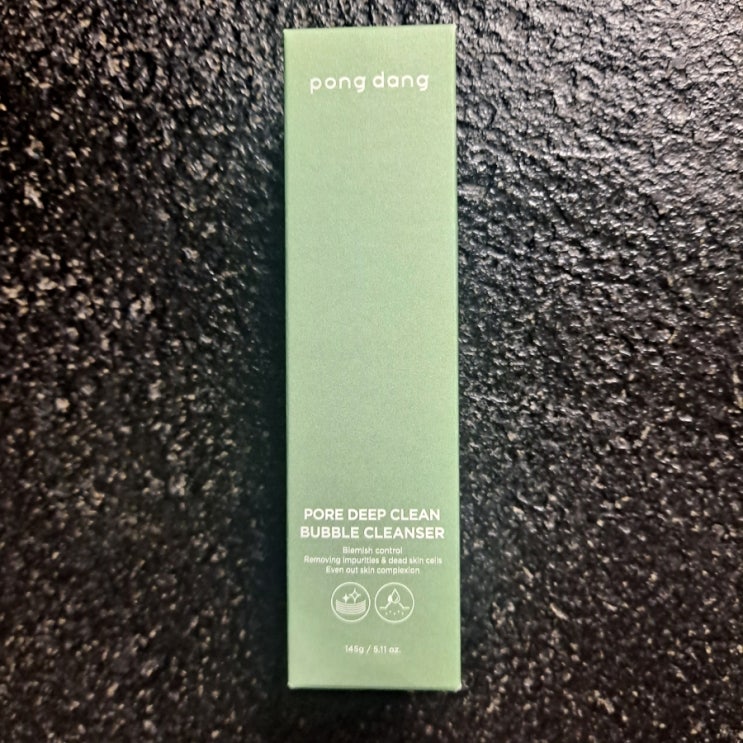 pong dang
PORE DEEP CLEAN
BUBBLE CLEANSER
Blemish control
Removing impurities & dead skin cells
Even out skin complexion
145g / 5.11 oz.